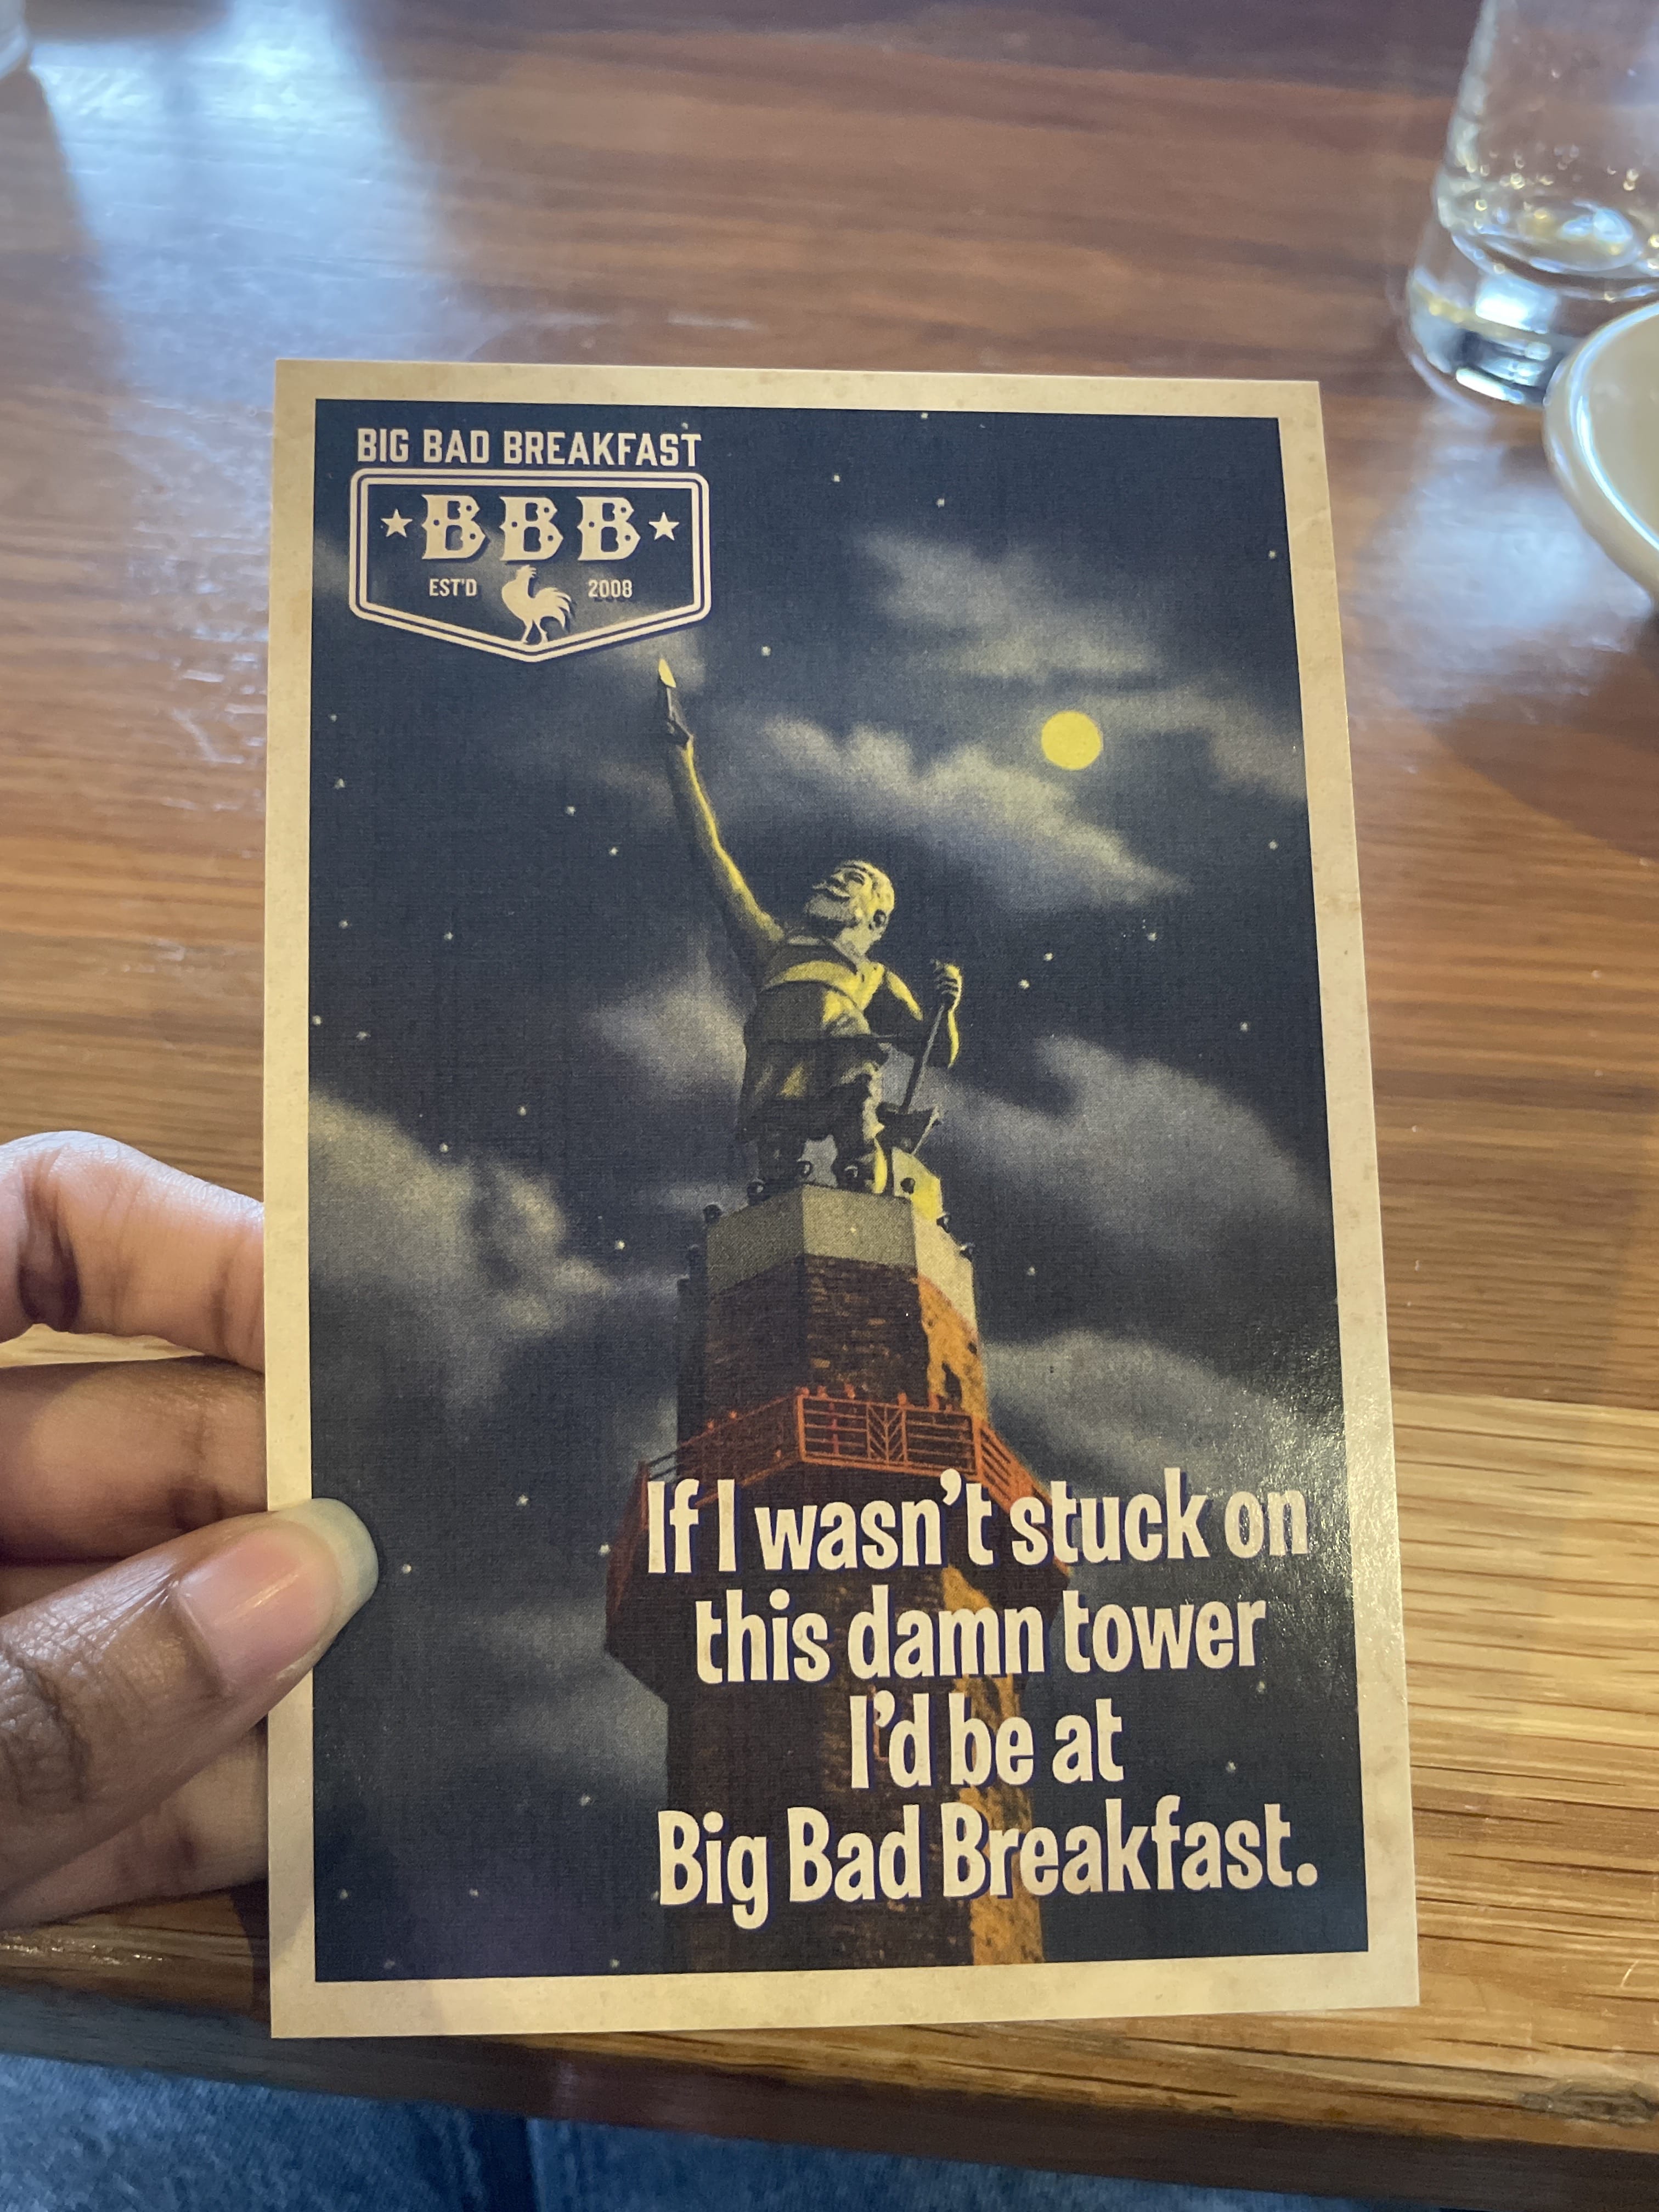 BIG BAD BREAKFAST
BBB
EST'D 2008
If I wasn't stuck on
this damn tower
I'd be at
Big Bad Breakfast.